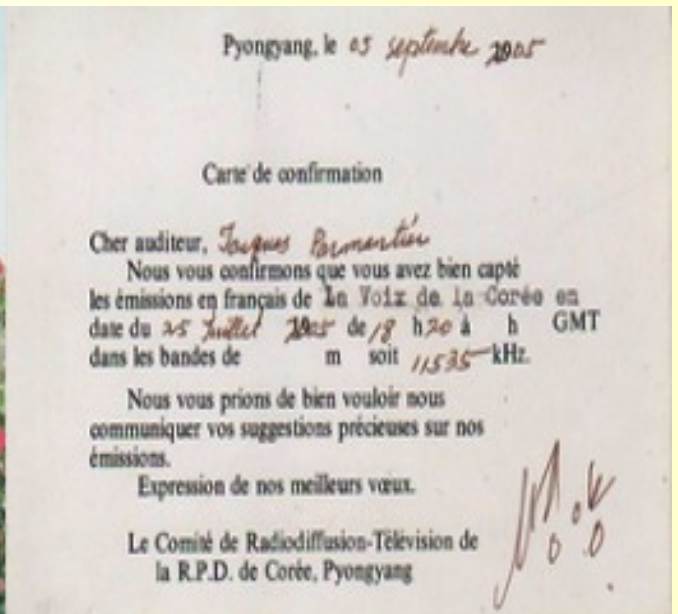 Pyongyang, le 05 septembre 2005
Carte de confirmation
Cher auditeur, Jacques Parmentier
Nous vous confirmons que vous avez bien capté
les émissions en français de La Voix de la Corée en
date du 25 Juillet 2005 de 18 h 20 à h GMT
dans les bandes de m soit 11535 kHz.
Nous vous prions de bien vouloir nous
communiquer vos suggestions précieuses sur nos
émissions.
Expression de nos meilleurs vœux.
Le Comité de Radiodiffusion-Télévision de
la R.P.D. de Corée, Pyongyang